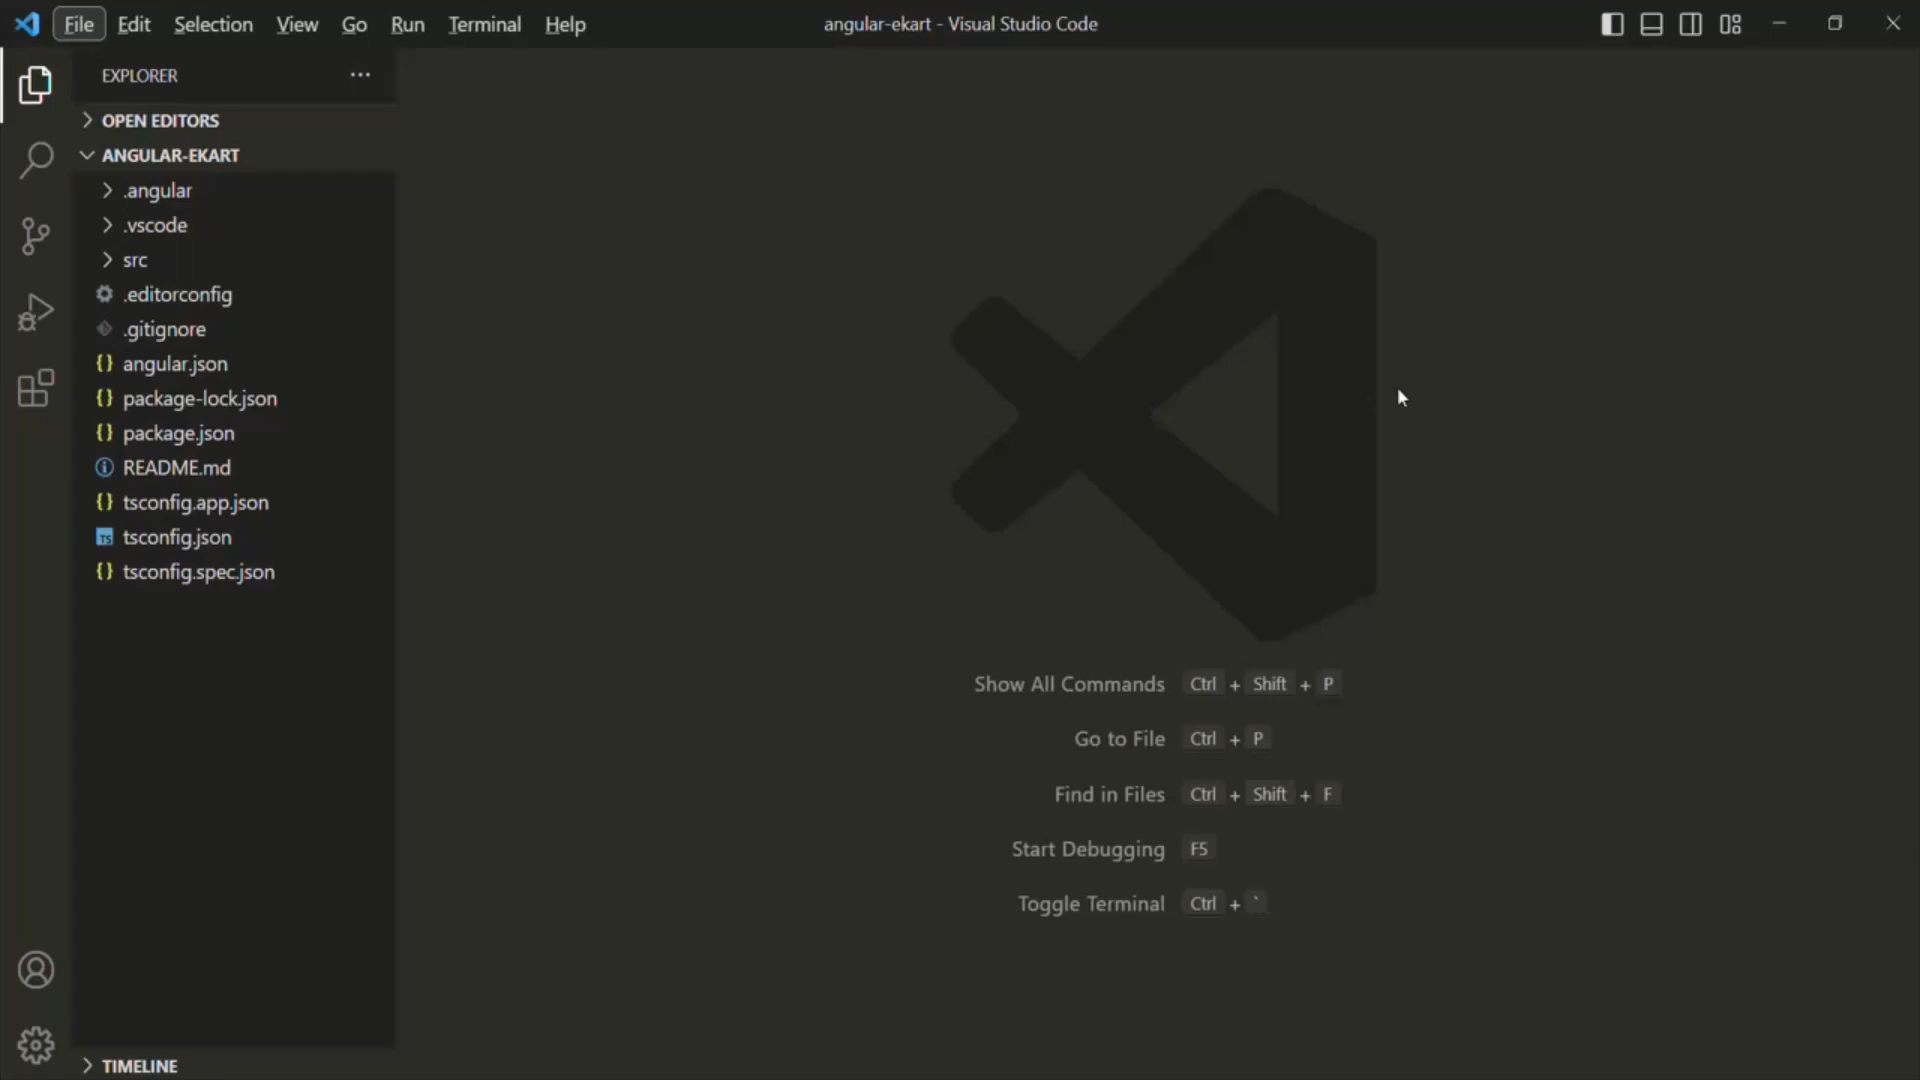 File Edit Selection View Go Run Terminal Help angular-ekart - Visual Studio Code
EXPLORER
OPEN EDITORS
ANGULAR-EKART
.angular
.vscode
src
.editorconfig
.gitignore
angular.json
package-lock.json
package.json
README.md
TS
tsconfig.app.json
tsconfig.json
tsconfig.spec.json
TIMELINE
Show All Commands Ctrl + Shift + P
Go to File Ctrl + P
Find in Files Ctrl + Shift + F
Start Debugging F5
Toggle Terminal Ctrl + `